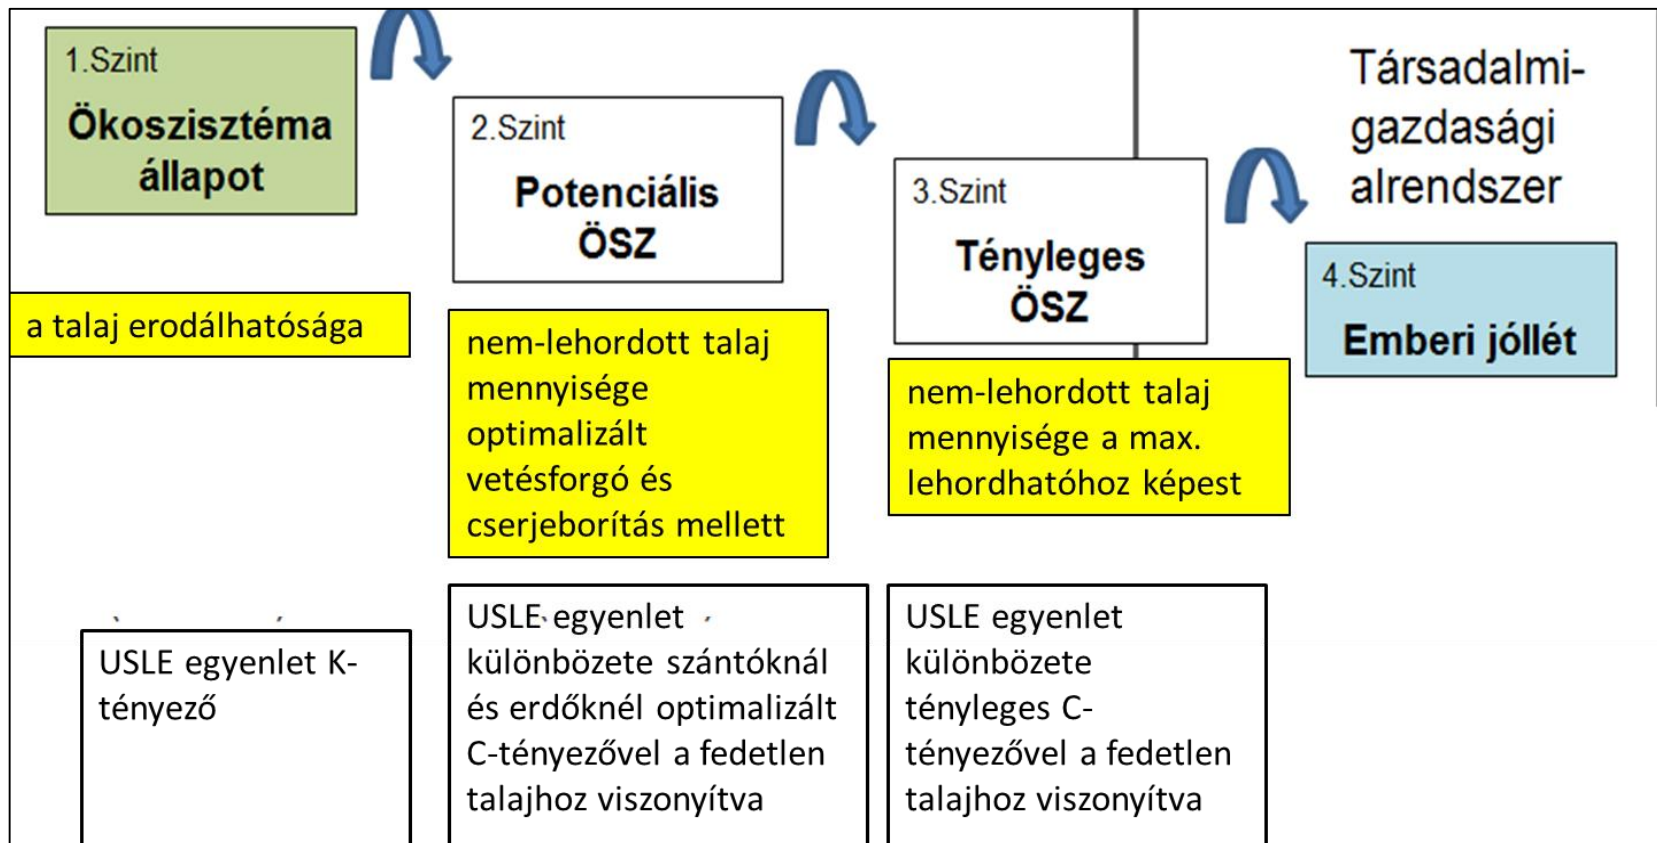 1.Szint
Ökoszisztéma
állapot
2.Szint
Potenciális
ÖSZ
3.Szint
Tényleges
ÖSZ
Társadalmi-
gazdasági
alrendszer
4.Szint
Emberi jóllét
a talaj erodálhatósága
nem-lehordott talaj
mennyisége
optimalizált
vetésforgó és
cserjeborítás mellett
nem-lehordott talaj
mennyisége a max.
lehordhatóhoz képest
USLE egyenlet K-
tényező
USLE egyenlet
különbözete szántóknál
és erdőknél optimalizált
C-tényezővel a fedetlen
talajhoz viszonyítva
USLE egyenlet
különbözete
tényleges C-
tényezővel a fedetlen
talajhoz viszonyítva